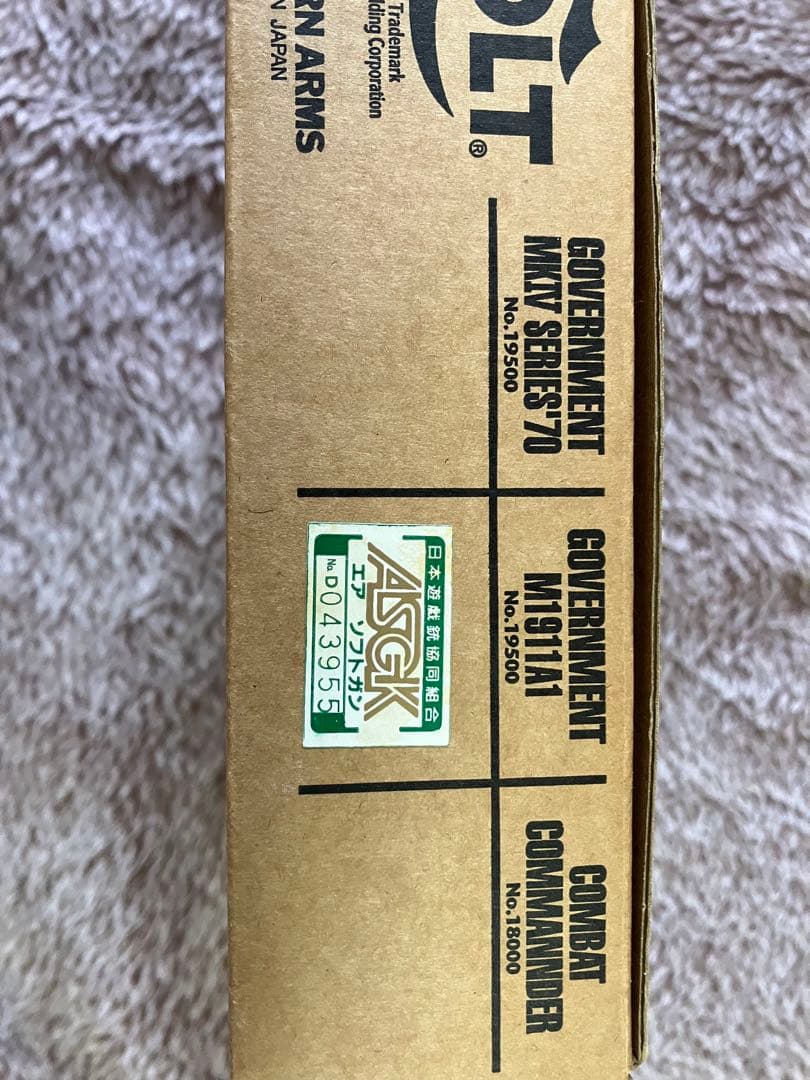 OLT®
Trademark
lding Corporation
RN ARMS
N JAPAN
GOVERNMENT
MKIV SERIES'70
No.19500
GOVERNMENT
M1911A1
No.19500
日本遊戯銃協同組合
ASGK
エア ソフトガン
No. D043955
COMBAT
COMMANNDER
No.18000